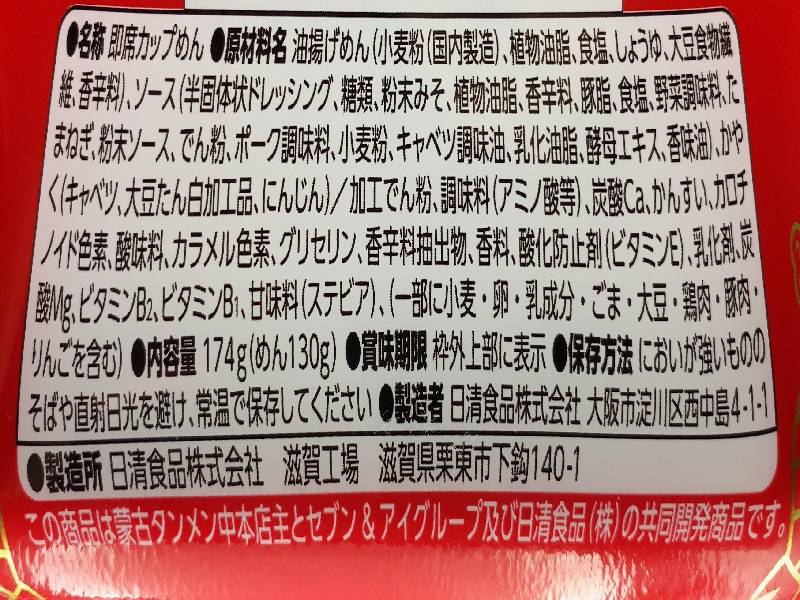 ●名称 即席カップめん ●原材料名 油揚げめん(小麦粉(国内製造)、植物油脂、食塩、しょうゆ、大豆食物繊
維、香辛料)、ソース(半固体状ドレッシング、糖類、粉末みそ、植物油脂、香辛料、豚脂、食塩、野菜調味料、た
まねぎ、粉末ソース、でん粉、ポーク調味料、小麦粉、キャベツ調味油、乳化油脂、酵母エキス、香味油)、かや
く(キャベツ、大豆たん白加工品、にんじん)/加工でん粉、調味料(アミノ酸等)、炭酸Ca、かんすい、カロチ
ノイド色素、酸味料、カラメル色素、グリセリン、香辛料抽出物、香料、酸化防止剤(ビタミンE)、乳化剤、炭
酸Mg、ビタミンB₂、ビタミンB₁、甘味料(ステビア)、(一部に小麦・卵・乳成分・ごま・大豆・鶏肉・豚肉・
りんごを含む) ●内容量 174g(めん130g) ●賞味期限 枠外上部に表示 ●保存方法 においが強いものの
そばや直射日光を避け、常温で保存してください ●製造者 日清食品株式会社 大阪市淀川区西中島4-1-1
●製造所 日清食品株式会社 滋賀工場 滋賀県栗東市下鈎140-1
この商品は蒙古タンメン中本店主とセブン&アイグループ及び日清食品(株)の共同開発商品です。